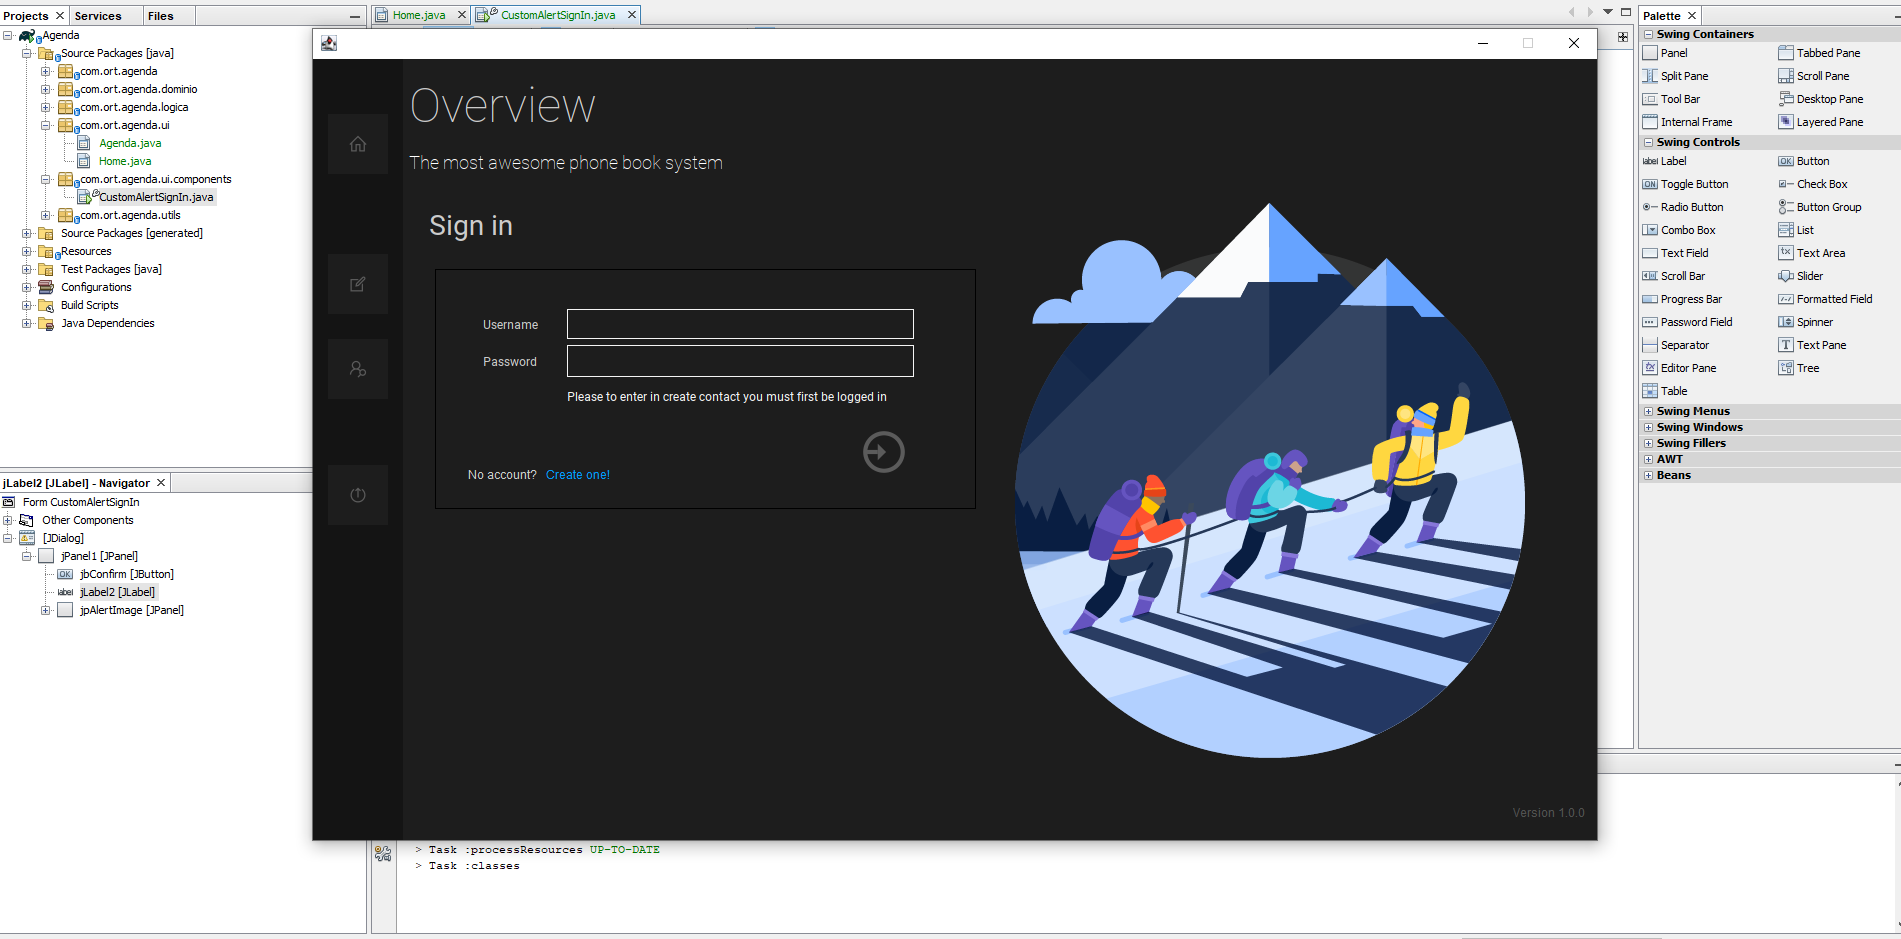 Projects
Services
Files
Agenda
Source Packages [java]
com.ort.agenda
com.ort.agenda.dominio
com.ort.agenda.logica
com.ort.agenda.ui
Agenda.java
Home.java
com.ort.agenda.ui.components
CustomAlertSignIn.java
com.ort.agenda.utils
Source Packages [generated]
Resources
Test Packages [java]
Configurations
Build Scripts
Java Dependencies
jLabel2 [JLabel] - Navigator
Form CustomAlertSignIn
Other Components
[JDialog]
jPanel1 [JPanel]
OK jbConfirm [JButton]
label jLabel2 [JLabel]
jpAlertImage [JPanel]
Home.java
CustomAlertSignIn.java
Overview
The most awesome phone book system
Sign in
Username
Password
Please to enter in create contact you must first be logged in
No account? Create one!
Version 1.0.0
> Task :processResources UP-TO-DATE
> Task :classes
Palette
Swing Containers
Panel
Tabbed Pane
Split Pane
Scroll Pane
Tool Bar
Desktop Pane
Internal Frame
Layered Pane
Swing Controls
label Label
OK Button
ON Toggle Button
Check Box
Radio Button
Button Group
Combo Box
List
Text Field
Text Area
Scroll Bar
Slider
Progress Bar
Formatted Field
Password Field
Spinner
Separator
T Text Pane
Editor Pane
Tree
Table
Swing Menus
Swing Windows
Swing Fillers
AWT
Beans